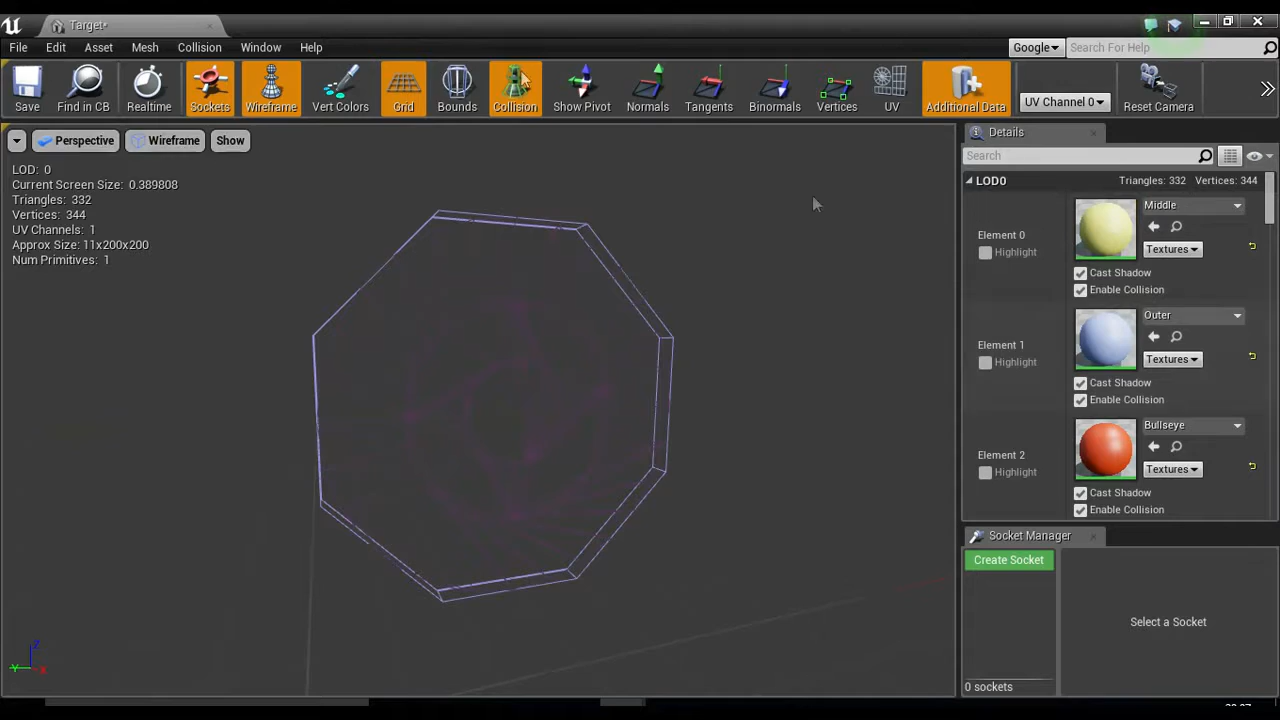 Target*
File Edit Asset Mesh Collision Window Help
Google Search For Help
Save Find in CB Realtime Sockets Wireframe Vert Colors Grid Bounds Collision Show Pivot Normals Tangents Binormals Vertices UV Additional Data UV Channel 0 Reset Camera
Perspective Wireframe Show
LOD: 0
Current Screen Size: 0.389808
Triangles: 332
Vertices: 344
UV Channels: 1
Approx Size: 11x200x200
Num Primitives: 1
Z
Y
X
Details
Search
LOD0 Triangles: 332 Vertices: 344
Element 0
Highlight
Middle
Textures
Cast Shadow
Enable Collision
Element 1
Highlight
Outer
Textures
Cast Shadow
Enable Collision
Element 2
Highlight
Bullseye
Textures
Cast Shadow
Enable Collision
Socket Manager
Create Socket
Select a Socket
0 sockets